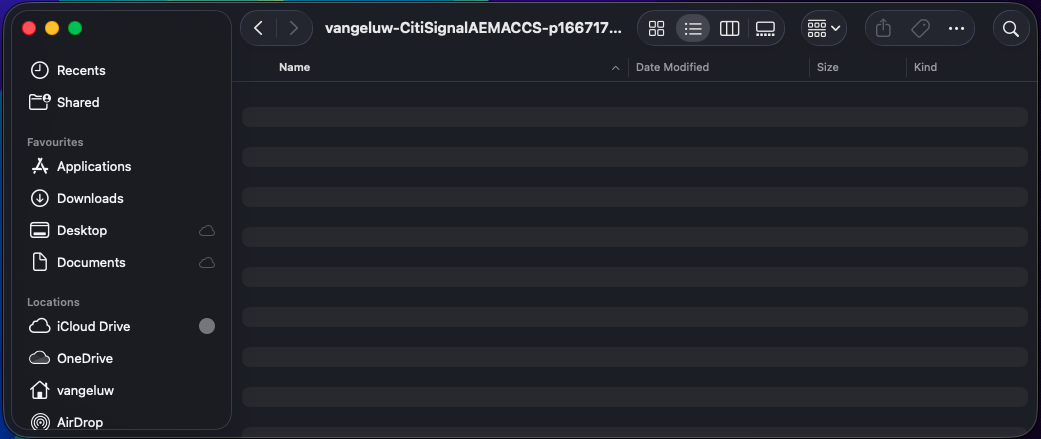 vangeluw-CitiSignalAEMACCS-p166717...
Name
Date Modified
Size
Kind
Recents
Shared
Favourites
Applications
Downloads
Desktop
Documents
Locations
iCloud Drive
OneDrive
vangeluw
AirDrop